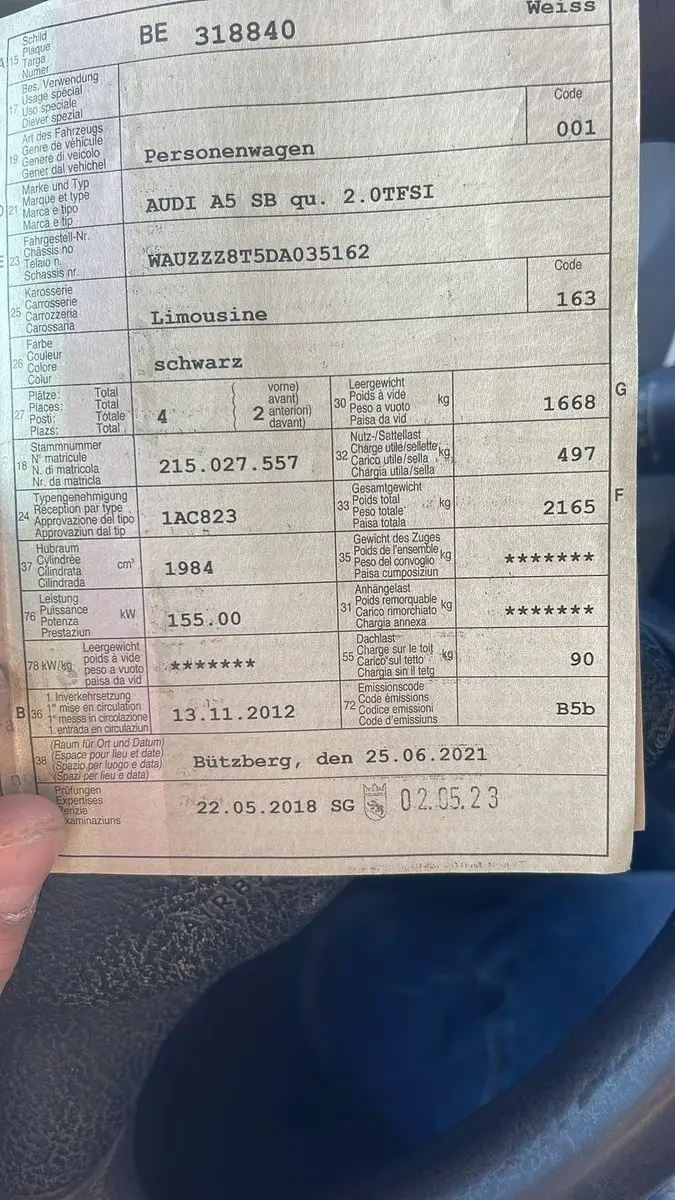 Weiss
A 15 Schild
Plaque
Targa
Numer
BE 318840
17 Bes. Verwendung
Usage spécial
Uso speciale
Diever spezial
19 Art des Fahrzeugs
Genre de véhicule
Genere di veicolo
Gener dal vehichel
Personenwagen
Code
001
D 21 Marke und Typ
Marque et type
Marca e tipo
Marca e tip
AUDI A5 SB qu. 2.0TFSI
E 23 Fahrgestell-Nr.
Châssis no
Telaio n.
Schassis nr.
WAUZZZ8T5DA035162
25 Karosserie
Carrosserie
Carrozzeria
Carossaria
Limousine
Code
163
26 Farbe
Couleur
Colore
Colur
schwarz
27 Plätze: Total
Places: Total
Posti: Totale
Plazs: Total
4
2 vorne)
avant)
anteriori)
davant)
30 Leergewicht
Poids à vide
Peso a vuoto
Paisa da vid
kg
1668
G
18 Stammnummer
N° matricule
N. di matricola
Nr. da matricla
215.027.557
32 Nutz-/Sattellast
Charge utile/sellette
Carico utile/sella
Chargia utila/sella
kg
497
24 Typengenehmigung
Réception par type
Approvazione del tipo
Approvaziun dal tip
1AC823
33 Gesamtgewicht
Poids total
Peso totale
Paisa totala
kg
2165
F
37 Hubraum
Cylindrée
Cilindrata
Cilindrada
cm³
1984
35 Gewicht des Zuges
Poids de l'ensemble
Peso del convoglio
Paisa cumposiziun
kg
*******
76 Leistung
Puissance
Potenza
Prestaziun
kW
155.00
31 Anhängelast
Poids remorquable
Carico rimorchiato
Chargia annexa
kg
*******
78 kW/kg Leergewicht
poids à vide
peso a vuoto
paisa da vid
*******
55 Dachlast
Charge sur le toit
Carico sul tetto
Chargia sin il tetg
kg
90
B 36 1. Inverkehrsetzung
1re mise en circulation
1a messa in circolazione
1. entrada en circulaziun
13.11.2012
72 Emissionscode
Code émissions
Codice emissioni
Code d'emissiuns
B5b
38 (Raum für Ort und Datum)
(Espace pour lieu et date)
(Spazio per luogo e data)
(Spazi per lieu e data)
Bützberg, den 25.06.2021
Prüfungen
Expertises
erizie
xaminaziuns
22.05.2018 SG
02.05.23